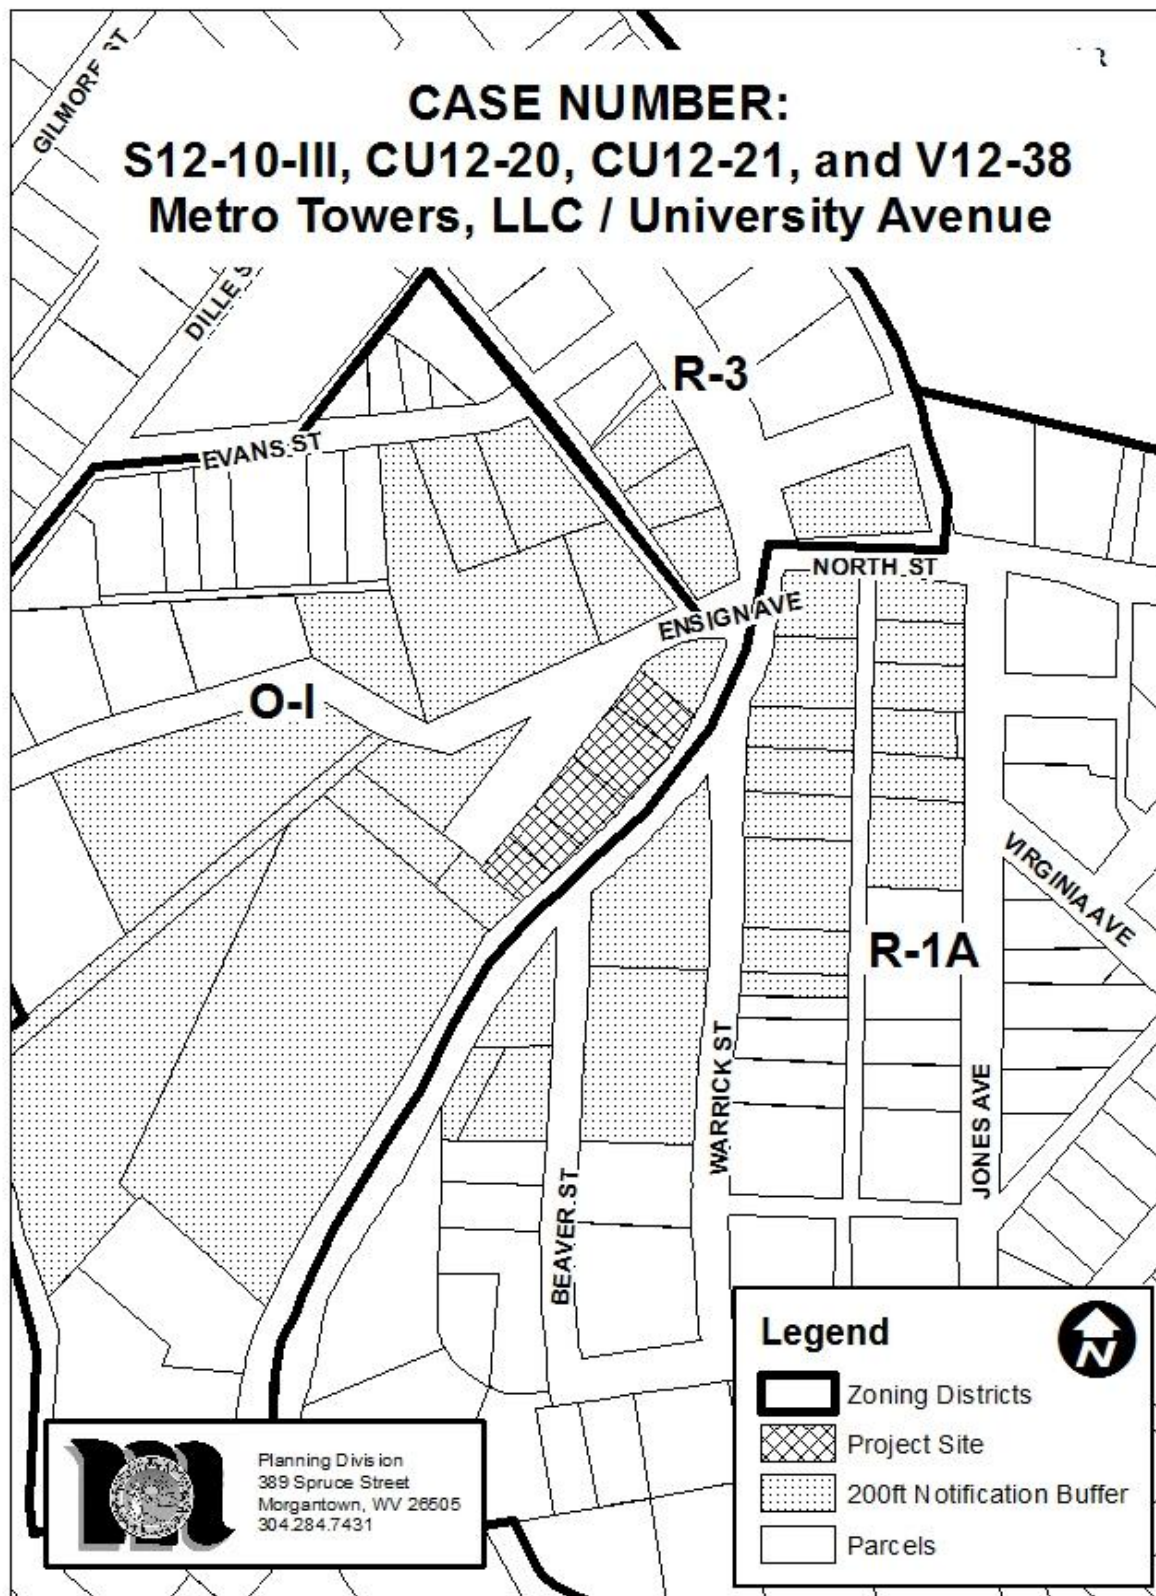 GILMORE ST
R
CASE NUMBER:
S12-10-III, CU12-20, CU12-21, and V12-38
Metro Towers, LLC / University Avenue
DILLE S
R-3
EVANS ST
NORTH ST
ENSIGN AVE
O-I
VIRGINIA AVE
R-1A
WARRICK ST
JONES AVE
BEAVER ST
Legend
N
Zoning Districts
Project Site
200ft Notification Buffer
Parcels
Planning Division
389 Spruce Street
Morgantown, WV 26505
304.284.7431